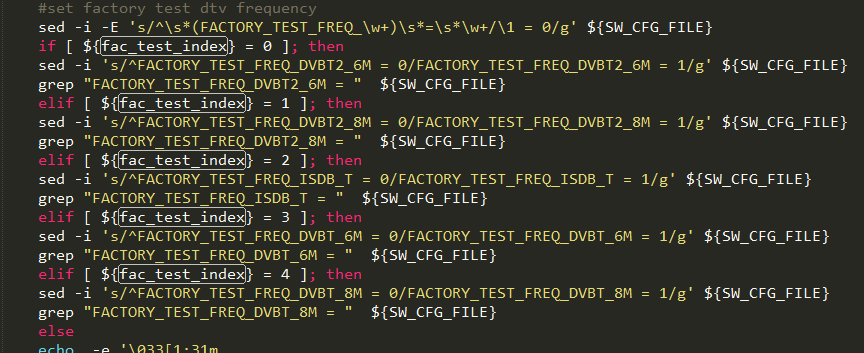 #set factory test dtv frequency
sed -i -E 's/^\s*(FACTORY_TEST_FREQ_\w+)\s*=\s*\w+/\1 = 0/g' ${SW_CFG_FILE}
if [ ${fac_test_index} = 0 ]; then
sed -i 's/^FACTORY_TEST_FREQ_DVBT2_6M = 0/FACTORY_TEST_FREQ_DVBT2_6M = 1/g' ${SW_CFG_FILE}
grep "FACTORY_TEST_FREQ_DVBT2_6M = "  ${SW_CFG_FILE}
elif [ ${fac_test_index} = 1 ]; then
sed -i 's/^FACTORY_TEST_FREQ_DVBT2_8M = 0/FACTORY_TEST_FREQ_DVBT2_8M = 1/g' ${SW_CFG_FILE}
grep "FACTORY_TEST_FREQ_DVBT2_8M = "  ${SW_CFG_FILE}
elif [ ${fac_test_index} = 2 ]; then
sed -i 's/^FACTORY_TEST_FREQ_ISDB_T = 0/FACTORY_TEST_FREQ_ISDB_T = 1/g' ${SW_CFG_FILE}
grep "FACTORY_TEST_FREQ_ISDB_T = "  ${SW_CFG_FILE}
elif [ ${fac_test_index} = 3 ]; then
sed -i 's/^FACTORY_TEST_FREQ_DVBT_6M = 0/FACTORY_TEST_FREQ_DVBT_6M = 1/g' ${SW_CFG_FILE}
grep "FACTORY_TEST_FREQ_DVBT_6M = "  ${SW_CFG_FILE}
elif [ ${fac_test_index} = 4 ]; then
sed -i 's/^FACTORY_TEST_FREQ_DVBT_8M = 0/FACTORY_TEST_FREQ_DVBT_8M = 1/g' ${SW_CFG_FILE}
grep "FACTORY_TEST_FREQ_DVBT_8M = "  ${SW_CFG_FILE}
else
echo  -e '\033[1;31m